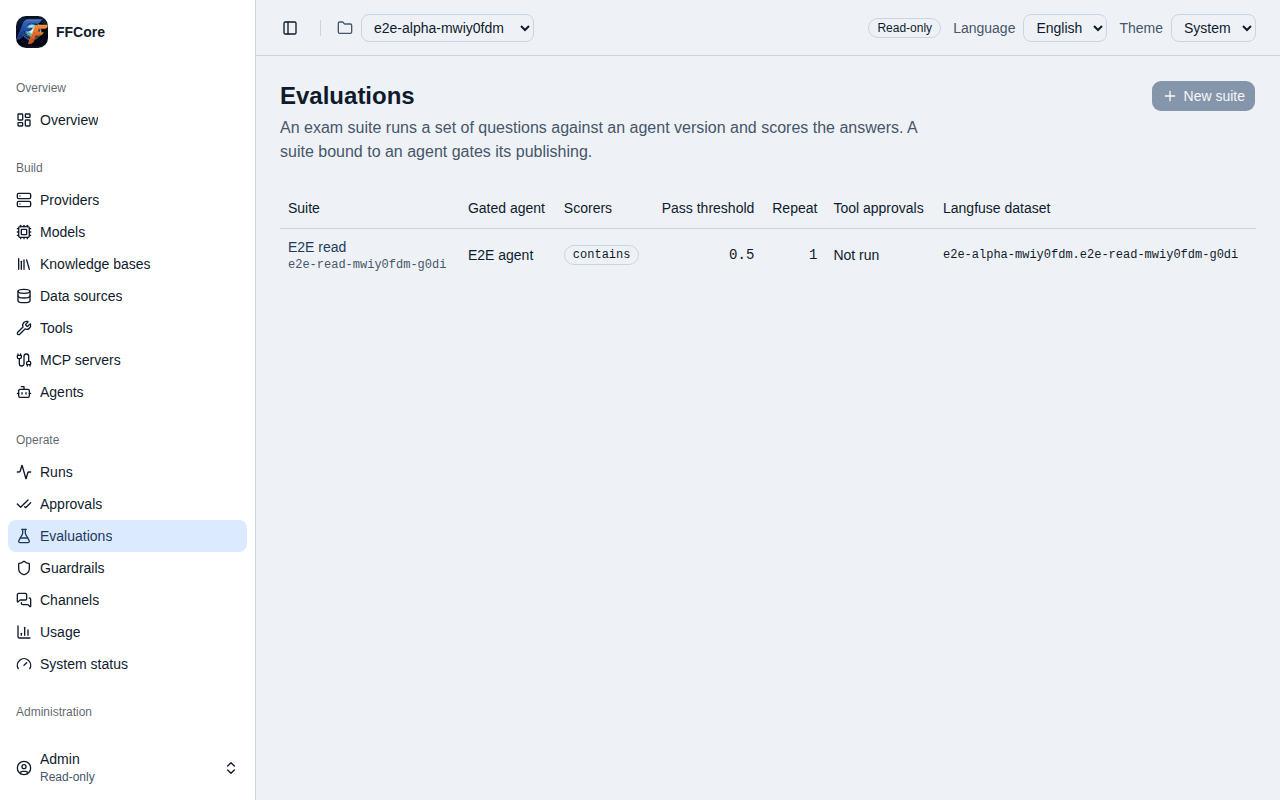 FFCore
e2e-alpha-mwiy0fdm
Read-only
Language
English
Theme
System
Overview
Overview
Build
Providers
Models
Knowledge bases
Data sources
Tools
MCP servers
Agents
Operate
Runs
Approvals
Evaluations
Guardrails
Channels
Usage
System status
Administration
Admin
Read-only
Evaluations
New suite
An exam suite runs a set of questions against an agent version and scores the answers. A
suite bound to an agent gates its publishing.
Suite Gated agent Scorers Pass threshold Repeat Tool approvals Langfuse dataset
E2E read
e2e-read-mwiy0fdm-g0di
E2E agent contains 0.5 1 Not run e2e-alpha-mwiy0fdm.e2e-read-mwiy0fdm-g0di